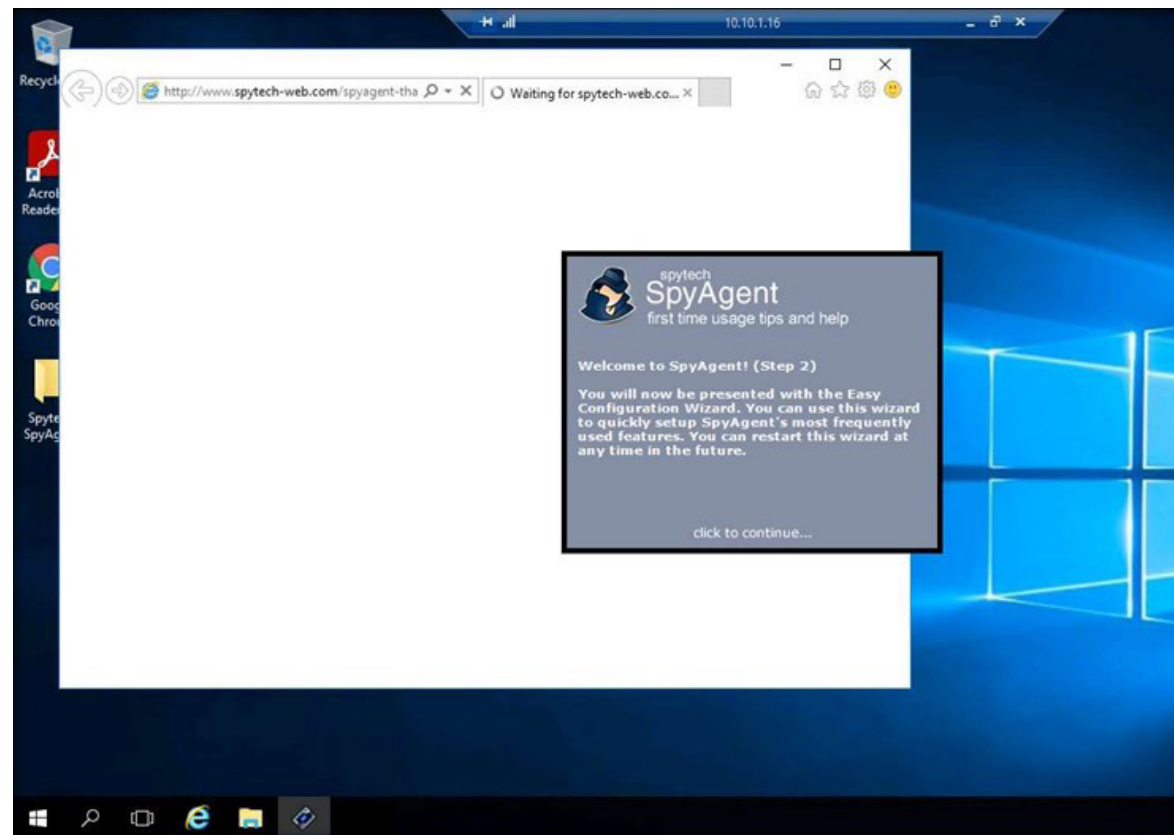 10.10.1.16
http://www.spytech-web.com/spyagent-tha
Waiting for spytech-web.co...
spytech
SpyAgent
first time usage tips and help
Welcome to SpyAgent! (Step 2)
You will now be presented with the Easy
Configuration Wizard. You can use this wizard
to quickly setup SpyAgent's most frequently
used features. You can restart this wizard at
any time in the future.
click to continue...
Recycl
Acrob
Reader
Goog
Chro
Spyte
SpyAg